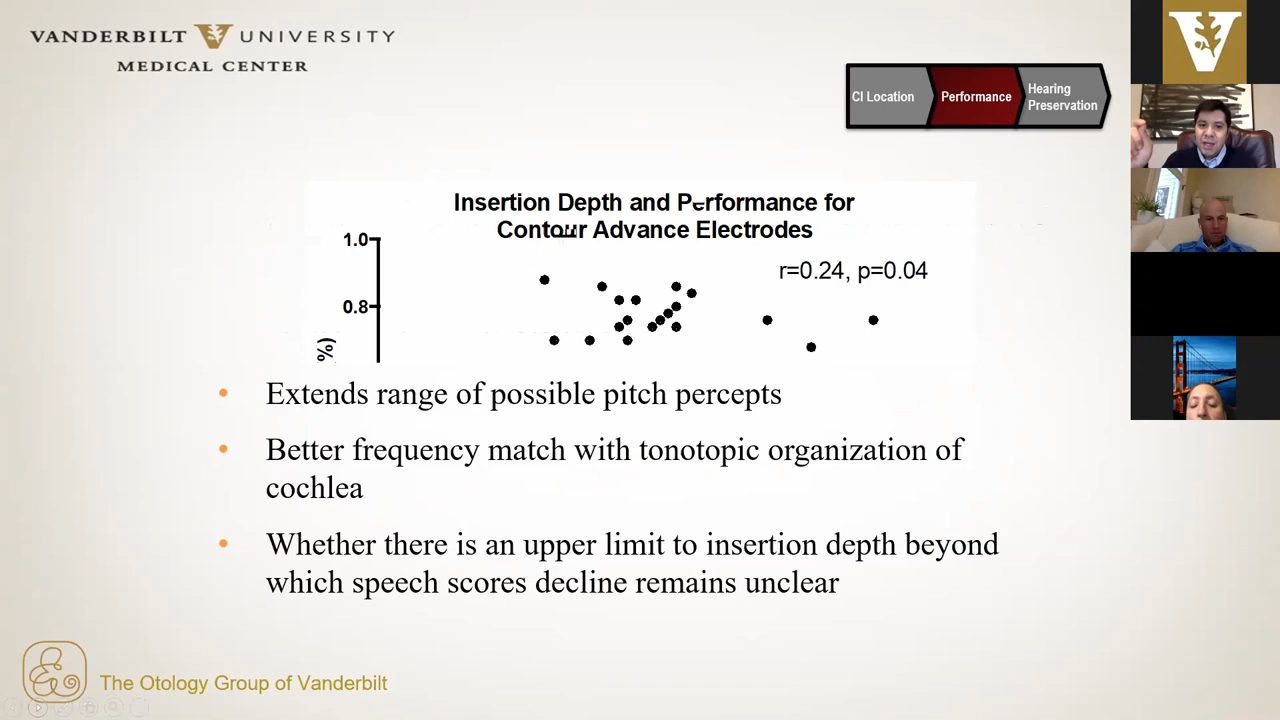 VANDERBILT UNIVERSITY
MEDICAL CENTER
CI Location
Performance
Hearing
Preservation
Insertion Depth and Performance for
Contour Advance Electrodes
r=0.24, p=0.04
1.0
0.8
%)
• Extends range of possible pitch percepts
• Better frequency match with tonotopic organization of
cochlea
• Whether there is an upper limit to insertion depth beyond
which speech scores decline remains unclear
The Otology Group of Vanderbilt